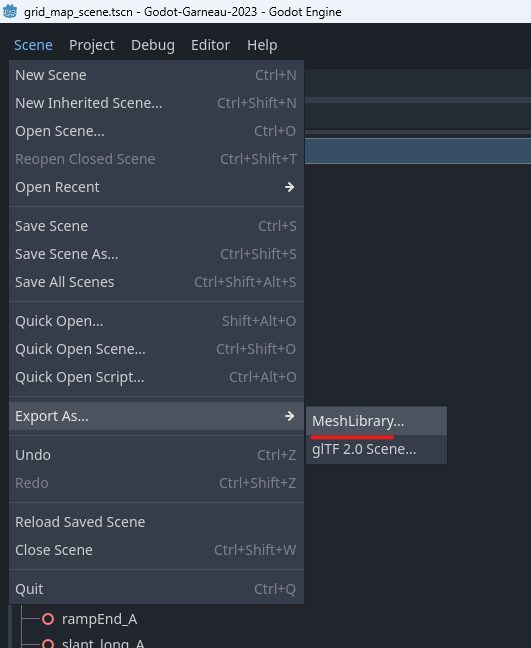 grid_map_scene.tscn - Godot-Garneau-2023 - Godot Engine
Scene Project Debug Editor Help
New Scene Ctrl+N
New Inherited Scene... Ctrl+Shift+N
Open Scene... Ctrl+O
Reopen Closed Scene Ctrl+Shift+T
Open Recent
Save Scene Ctrl+S
Save Scene As... Ctrl+Shift+S
Save All Scenes Ctrl+Shift+Alt+S
Quick Open... Shift+Alt+O
Quick Open Scene... Ctrl+Shift+O
Quick Open Script... Ctrl+Alt+O
Export As...
MeshLibrary...
glTF 2.0 Scene...
Undo Ctrl+Z
Redo Ctrl+Shift+Z
Reload Saved Scene
Close Scene Ctrl+Shift+W
Quit Ctrl+Q
rampEnd_A
slant_long_A